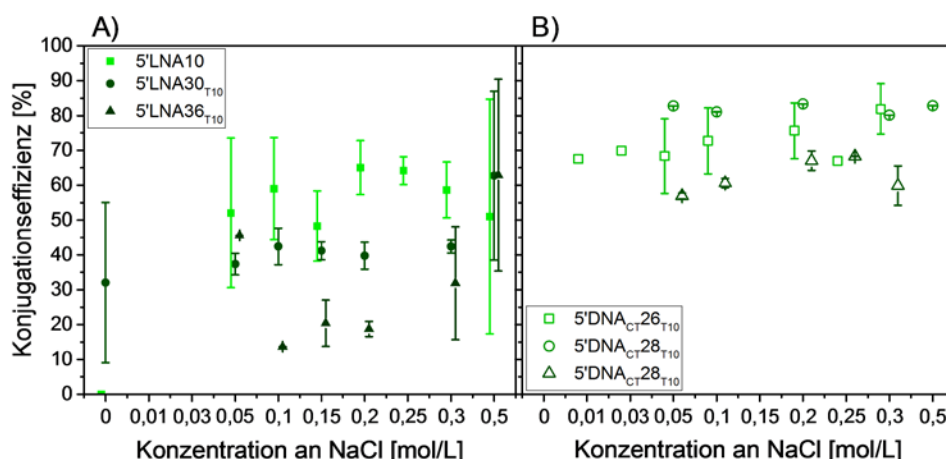 A)
B)
Konjugationseffizienz [%]
100
90
80
70
60
50
40
30
20
10
0
5'LNA10
5'LNA30T10
5'LNA36T10
5'DNACT26T10
5'DNACT28T10
5'DNACT28T10
0 0,01 0,03 0,05 0,1 0,15 0,2 0,25 0,3 0,5
0 0,01 0,03 0,05 0,1 0,2 0,25 0,3 0,5
Konzentration an NaCl [mol/L]
Konzentration an NaCl [mol/L]